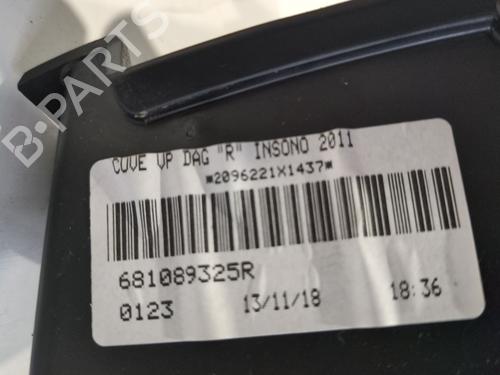 B-PARTS
CUVE VP DAG "R" INSONO 2011
*2096221X1437*
681089325R
0123 13/11/18 18:36